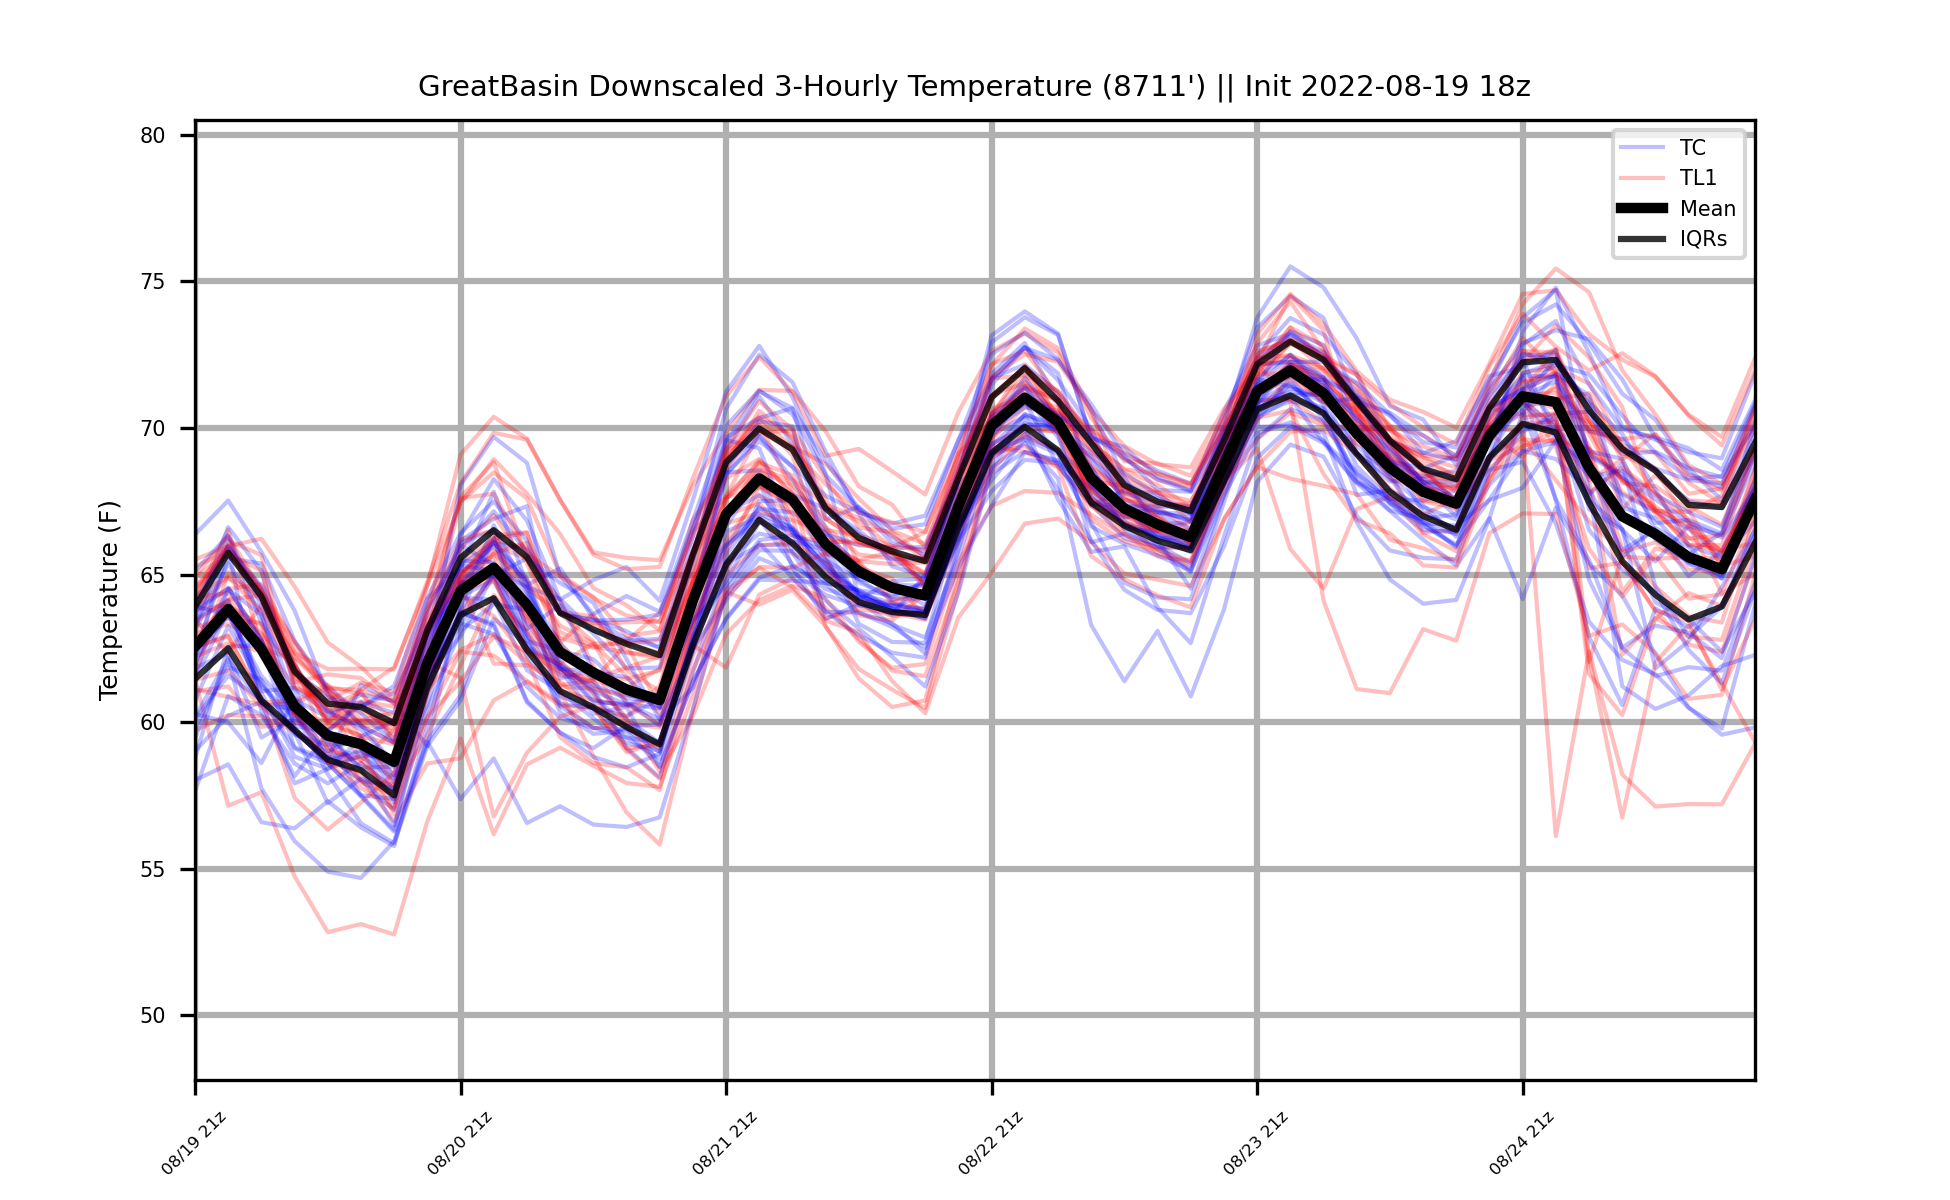 GreatBasin Downscaled 3-Hourly Temperature (8711') || Init 2022-08-19 18z
TC
TL1
Mean
IQRs
Temperature (F)
80
75
70
65
60
55
50
08/19 21z
08/20 21z
08/21 21z
08/22 21z
08/23 21z
08/24 21z